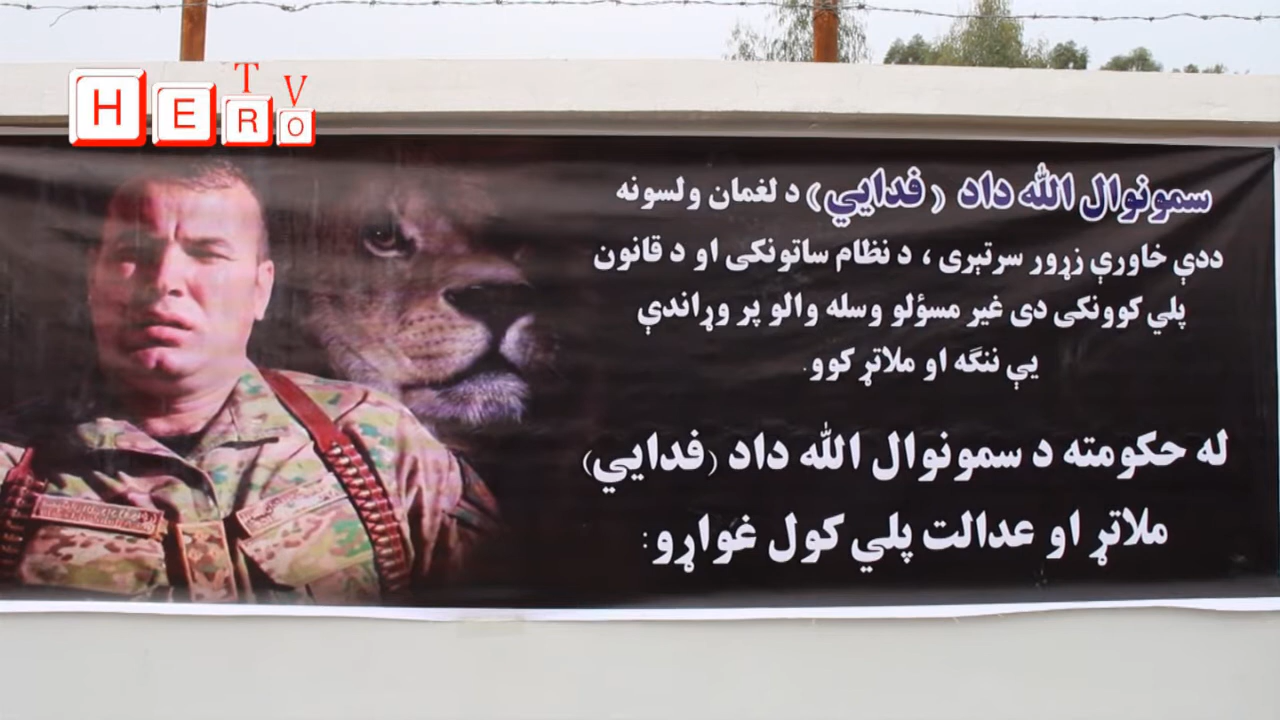 HERO TV
سمونوال الله داد (فدايي) د لغمان ولسونه
ددې خاورې زړور سرتېری ، د نظام ساتونکی او د قانون
پلي کوونکی دی غیر مسؤلو وسله والو پر وړاندې
يې ننګه او ملاتړ کوو.
له حکومته د سمونوال الله داد (فدايي)
ملاتړ او عدالت پلي کول غواړو: